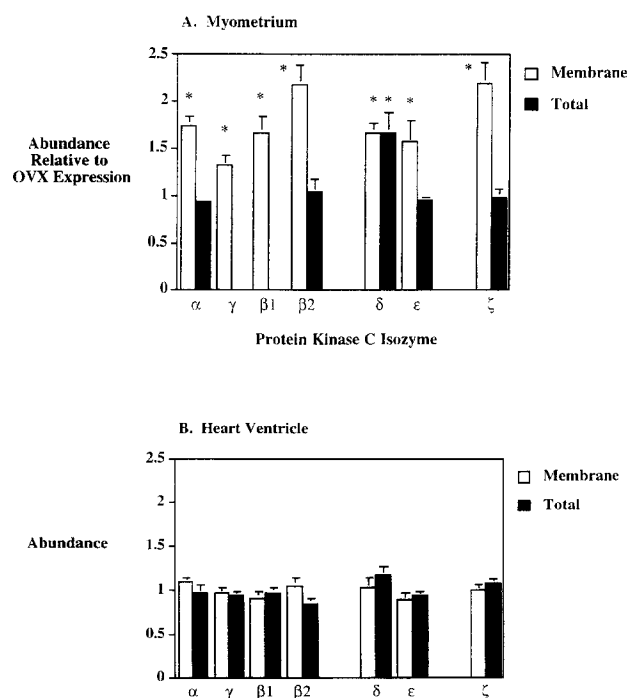 A. Myometrium
2.5
2
1.5
1
0.5
0
Abundance
Relative to
OVX Expression
* * * * * * * *
Membrane
Total
α γ β1 β2 δ ε ζ
Protein Kinase C Isozyme
B. Heart Ventricle
2.5
2
1.5
1
0.5
0
Abundance
Membrane
Total
α γ β1 β2 δ ε ζ